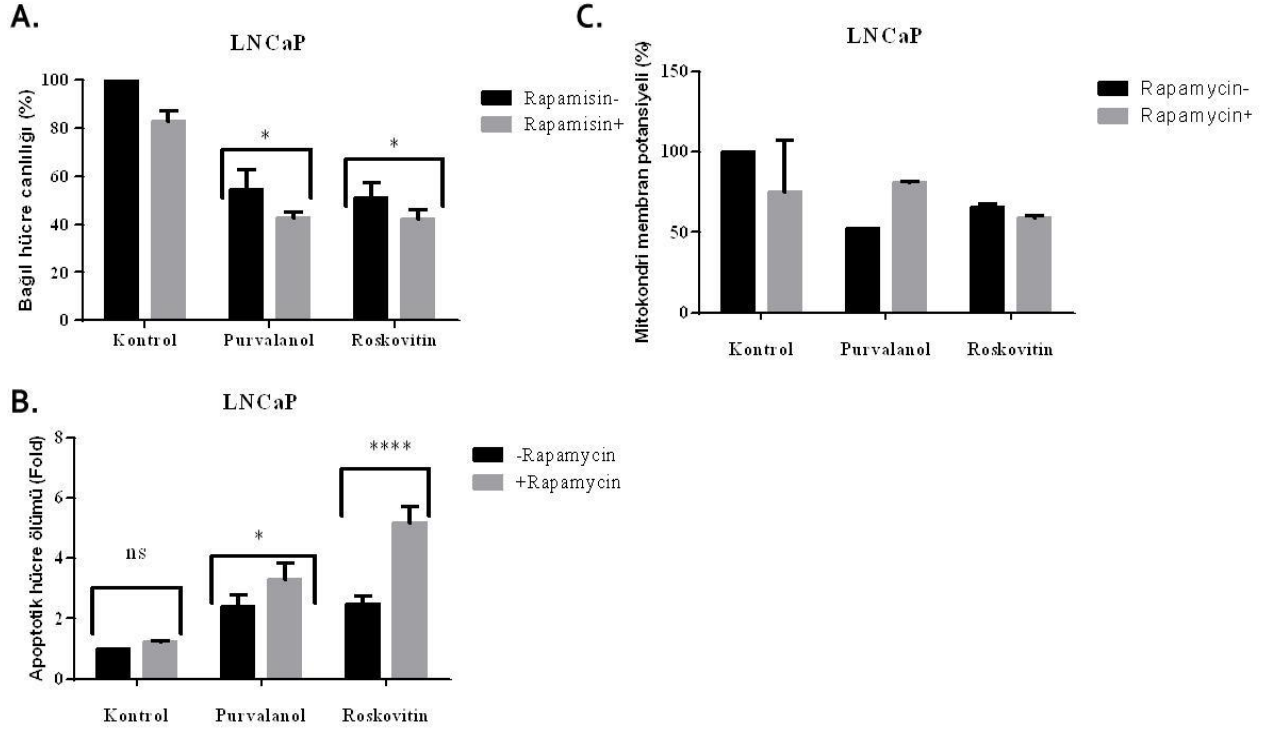 A.
LNCaP
Bağıl hücre canlılığı (%)
100
80
60
40
20
0
*
*
Kontrol
Purvalanol
Roskovitin
Rapamisin-
Rapamisin+
B.
LNCaP
Apoptotik hücre ölümü (Fold)
8
6
4
2
0
ns
*
****
Kontrol
Purvalanol
Roskovitin
-Rapamycin
+Rapamycin
C.
LNCaP
Mitokondri membran potansiyeli (%)
150
100
50
0
Kontrol
Purvalanol
Roskovitin
Rapamycin-
Rapamycin+